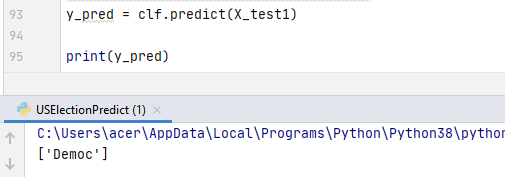 93 y_pred = clf.predict(X_test1)
94
95 print(y_pred)
USElectionPredict (1) ×
C:\Users\acer\AppData\Local\Programs\Python\Python38\python
['Democ']